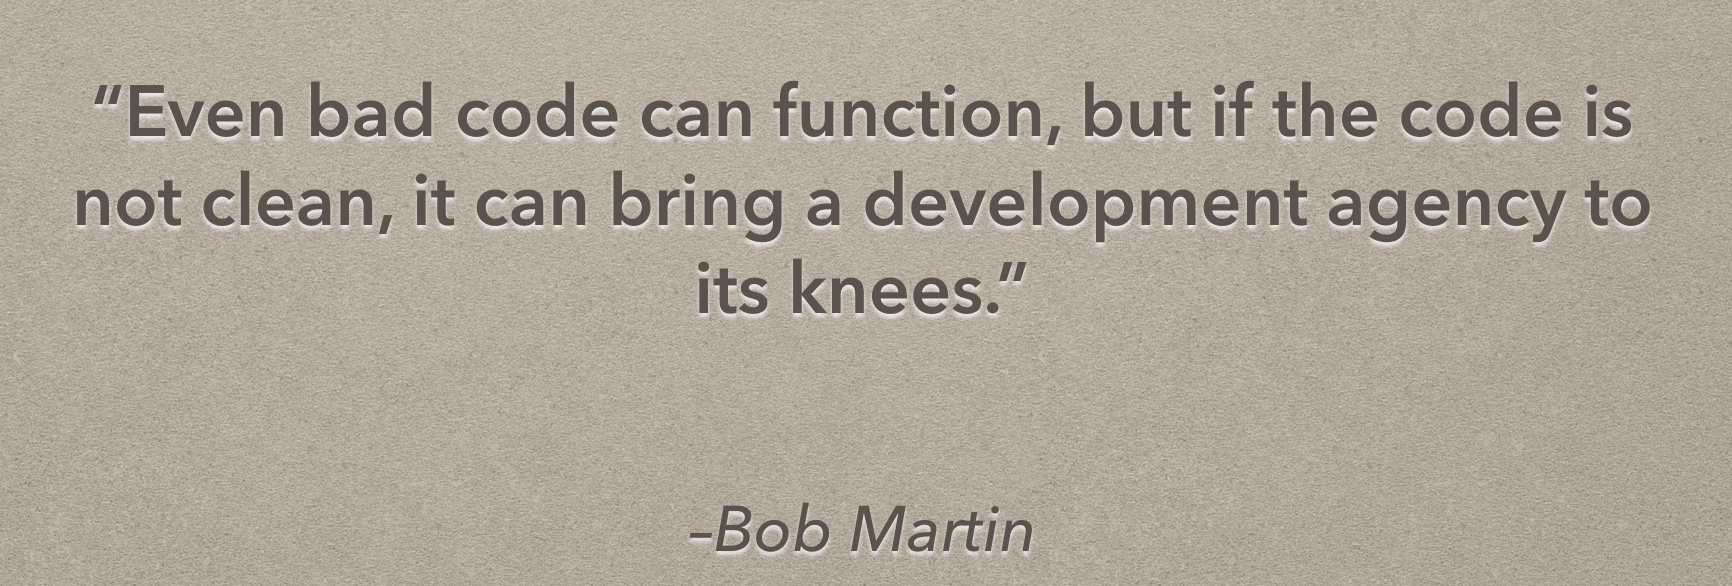 “Even bad code can function, but if the code is
not clean, it can bring a development agency to
its knees.”
–Bob Martin